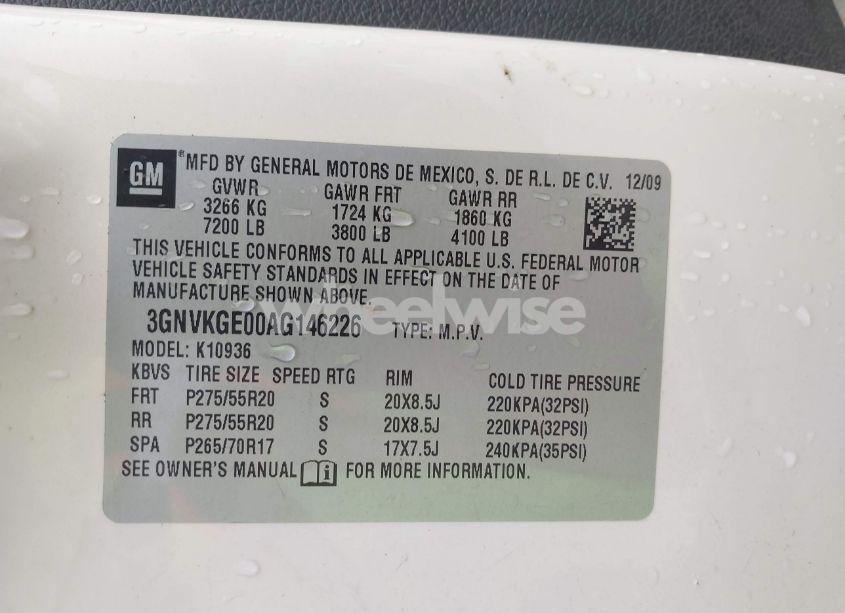 GM
®MFD BY GENERAL MOTORS DE MEXICO, S. DE R.L. DE C.V. 12/09
GVWR GAWR FRT GAWR RR
3266 KG 1724 KG 1860 KG
7200 LB 3800 LB 4100 LB
THIS VEHICLE CONFORMS TO ALL APPLICABLE U.S. FEDERAL MOTOR
VEHICLE SAFETY STANDARDS IN EFFECT ON THE DATE OF
MANUFACTURE SHOWN ABOVE.
wheelwise
3GNVKGE00AG146226 TYPE: M.P.V.
MODEL: K10936
KBVS TIRE SIZE SPEED RTG RIM COLD TIRE PRESSURE
FRT P275/55R20 S 20X8.5J 220KPA(32PSI)
RR P275/55R20 S 20X8.5J 220KPA(32PSI)
SPA P265/70R17 S 17X7.5J 240KPA(35PSI)
SEE OWNER'S MANUAL i FOR MORE INFORMATION.